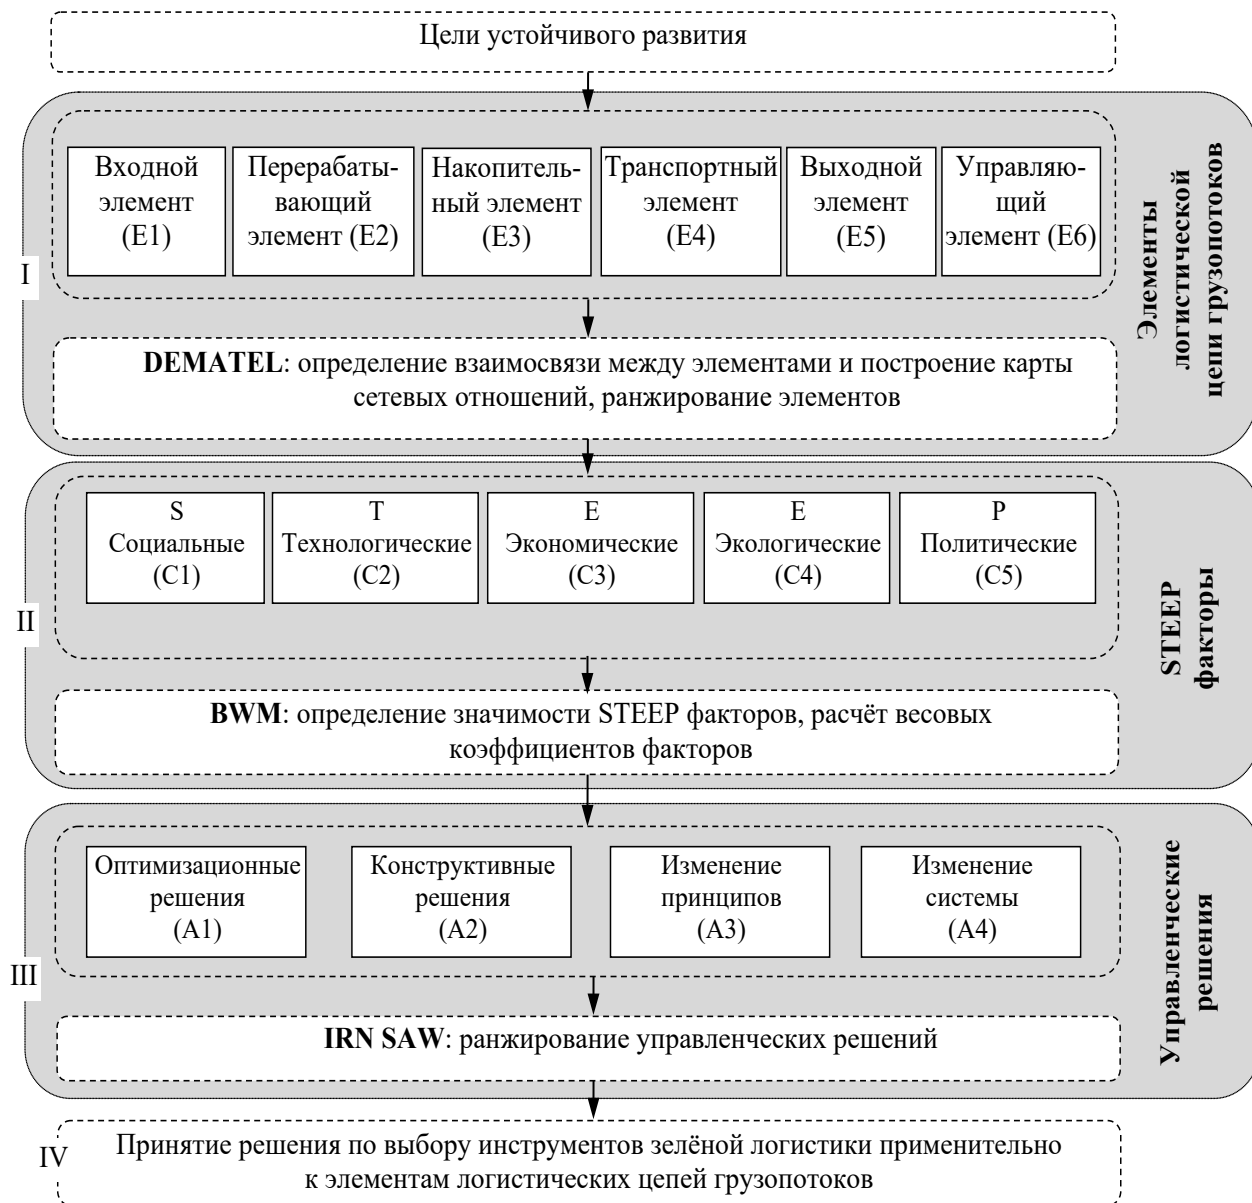 Цели устойчивого развития
I
Входной
элемент
(E1)
Перерабаты-
вающий
элемент (E2)
Накопитель-
ный элемент
(E3)
Транспортный
элемент
(E4)
Выходной
элемент
(E5)
Управляю-
щий
элемент (E6)
Элементы
логистической
цепи грузопотоков
DEMATEL: определение взаимосвязи между элементами и построение карты
сетевых отношений, ранжирование элементов
II
S
Социальные
(C1)
T
Технологические
(C2)
E
Экономические
(C3)
E
Экологические
(C4)
P
Политические
(C5)
STEEP
факторы
BWM: определение значимости STEEP факторов, расчёт весовых
коэффициентов факторов
III
Оптимизационные
решения
(A1)
Конструктивные
решения
(A2)
Изменение
принципов
(A3)
Изменение
системы
(A4)
Управленческие
решения
IRN SAW: ранжирование управленческих решений
IV
Принятие решения по выбору инструментов зелёной логистики применительно
к элементам логистических цепей грузопотоков